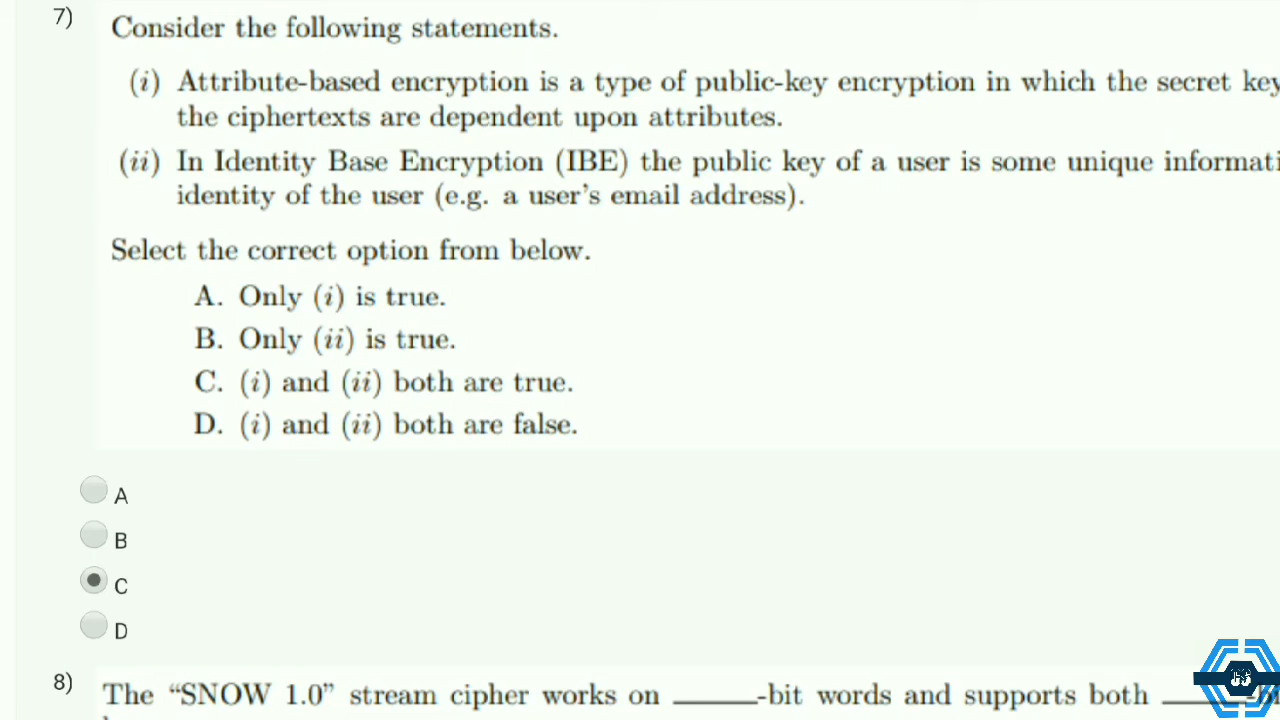 7)
Consider the following statements.
(i) Attribute-based encryption is a type of public-key encryption in which the secret key
the ciphertexts are dependent upon attributes.
(ii) In Identity Base Encryption (IBE) the public key of a user is some unique informati
identity of the user (e.g. a user's email address).
Select the correct option from below.
A. Only (i) is true.
B. Only (ii) is true.
C. (i) and (ii) both are true.
D. (i) and (ii) both are false.
A
B
C
D
8)
The “SNOW 1.0” stream cipher works on ______-bit words and supports both ______